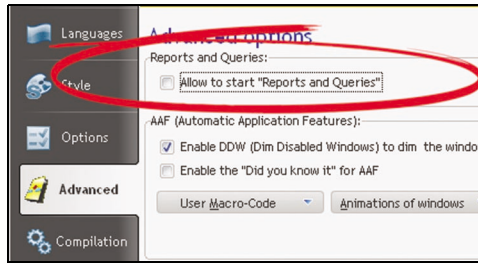 Languages
Style
Options
Advanced
Compilation
Advanced options
Reports and Queries:
Allow to start "Reports and Queries"
AAF (Automatic Application Features):
Enable DDW (Dim Disabled Windows) to dim the windo
Enable the "Did you know it" for AAF
User Macro-Code
Animations of windows